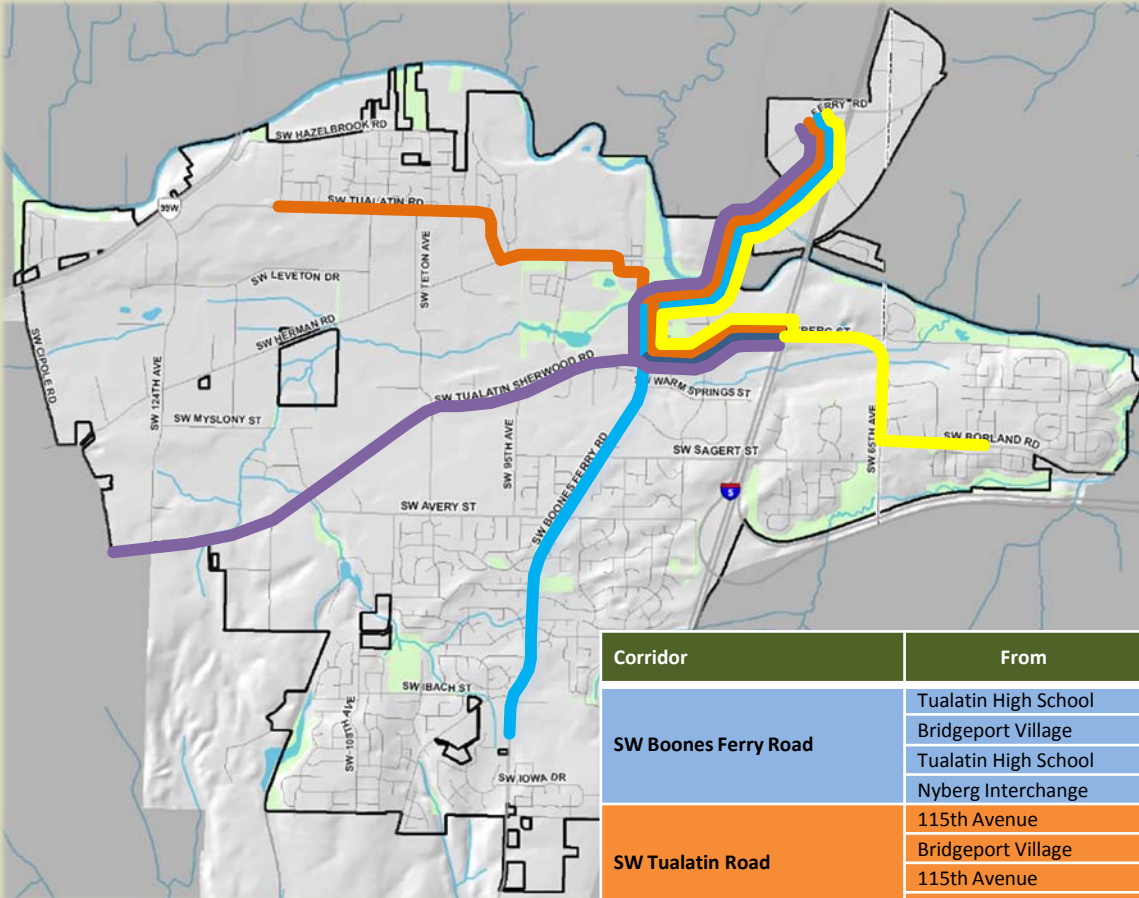 FERRY RD
SW HAZELBROOK RD
99W
SW TUALATIN RD
SW TETON AVE
SW LEVETON DR
SW HERMAN RD
SW CIPOLE RD
SW 124TH AVE
SW TUALATIN SHERWOOD RD
SW WARM SPRINGS ST
SW MYSLONY ST
SW 95TH AVE
SW BOONES FERRY RD
SW SAGERT ST
SW 65TH AVE
SW BORLAND RD
5
SW AVERY ST
SW IBACH ST
SW 108TH AVE
SW IOWA DR
Corridor From
SW Boones Ferry Road
Tualatin High School
Bridgeport Village
Tualatin High School
Nyberg Interchange
SW Tualatin Road
115th Avenue
Bridgeport Village
115th Avenue